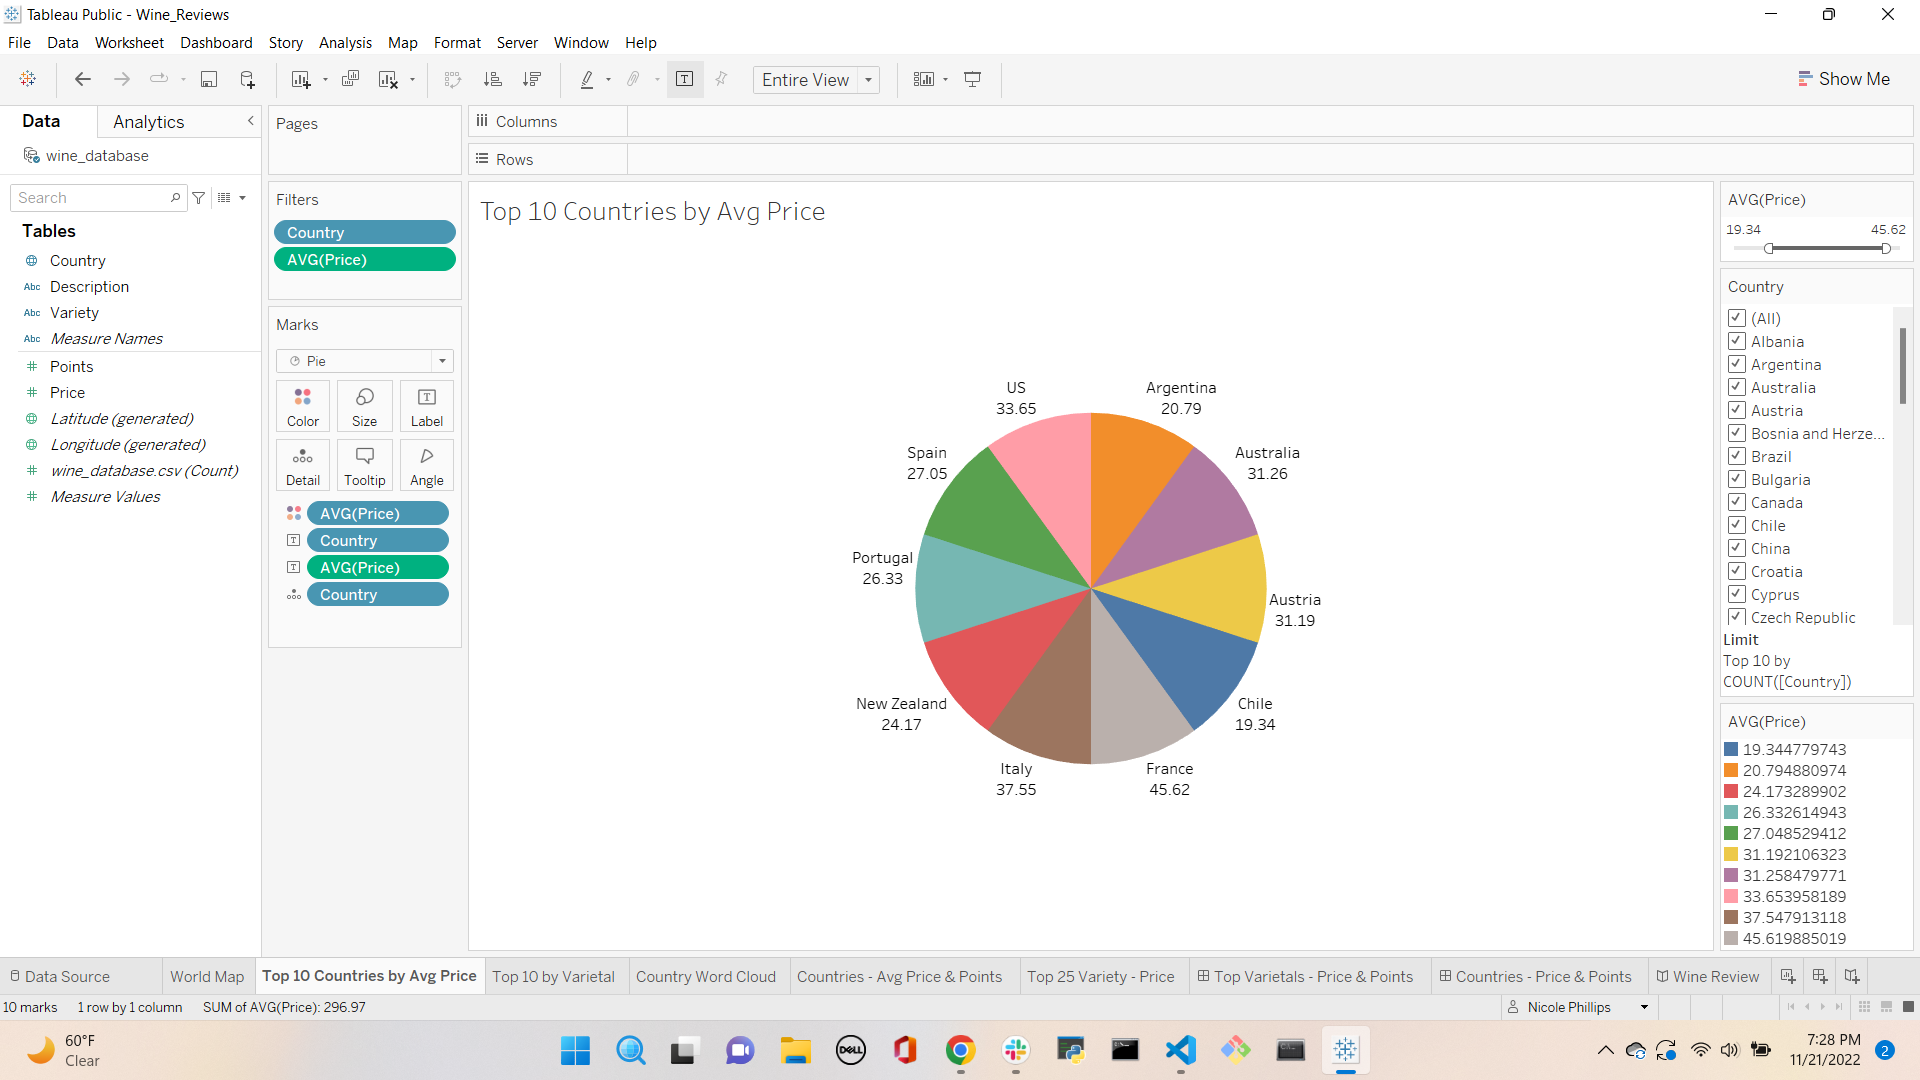 Tableau Public - Wine_Reviews
File Data Worksheet Dashboard Story Analysis Map Format Server Window Help
Entire View
Show Me
Data Analytics
wine_database
Search
Tables
Country
Abc Description
Abc Variety
Abc Measure Names
Points
Price
Latitude (generated)
Longitude (generated)
wine_database.csv (Count)
Measure Values
Pages
Filters
Country
AVG(Price)
Marks
Pie
Color Size Label
Detail Tooltip Angle
AVG(Price)
Country
AVG(Price)
Country
Columns
Rows
Top 10 Countries by Avg Price
US
33.65
Argentina
20.79
Spain
27.05
Australia
31.26
Portugal
26.33
Austria
31.19
New Zealand
24.17
Chile
19.34
Italy
37.55
France
45.62
AVG(Price)
19.34 45.62
Country
(All)
Albania
Argentina
Australia
Austria
Bosnia and Herze...
Brazil
Bulgaria
Canada
Chile
China
Croatia
Cyprus
Czech Republic
Limit
Top 10 by
COUNT([Country])
AVG(Price)
19.344779743
20.794880974
24.173289902
26.332614943
27.048529412
31.192106323
31.258479771
33.653958189
37.547913118
45.619885019
Data Source World Map Top 10 Countries by Avg Price Top 10 by Varietal Country Word Cloud Countries - Avg Price & Points Top 25 Variety - Price Top Varietals - Price & Points Countries - Price & Points Wine Review
10 marks 1 row by 1 column SUM of AVG(Price): 296.97 Nicole Phillips
60°F
Clear
DELL
7:28 PM
11/21/2022
2